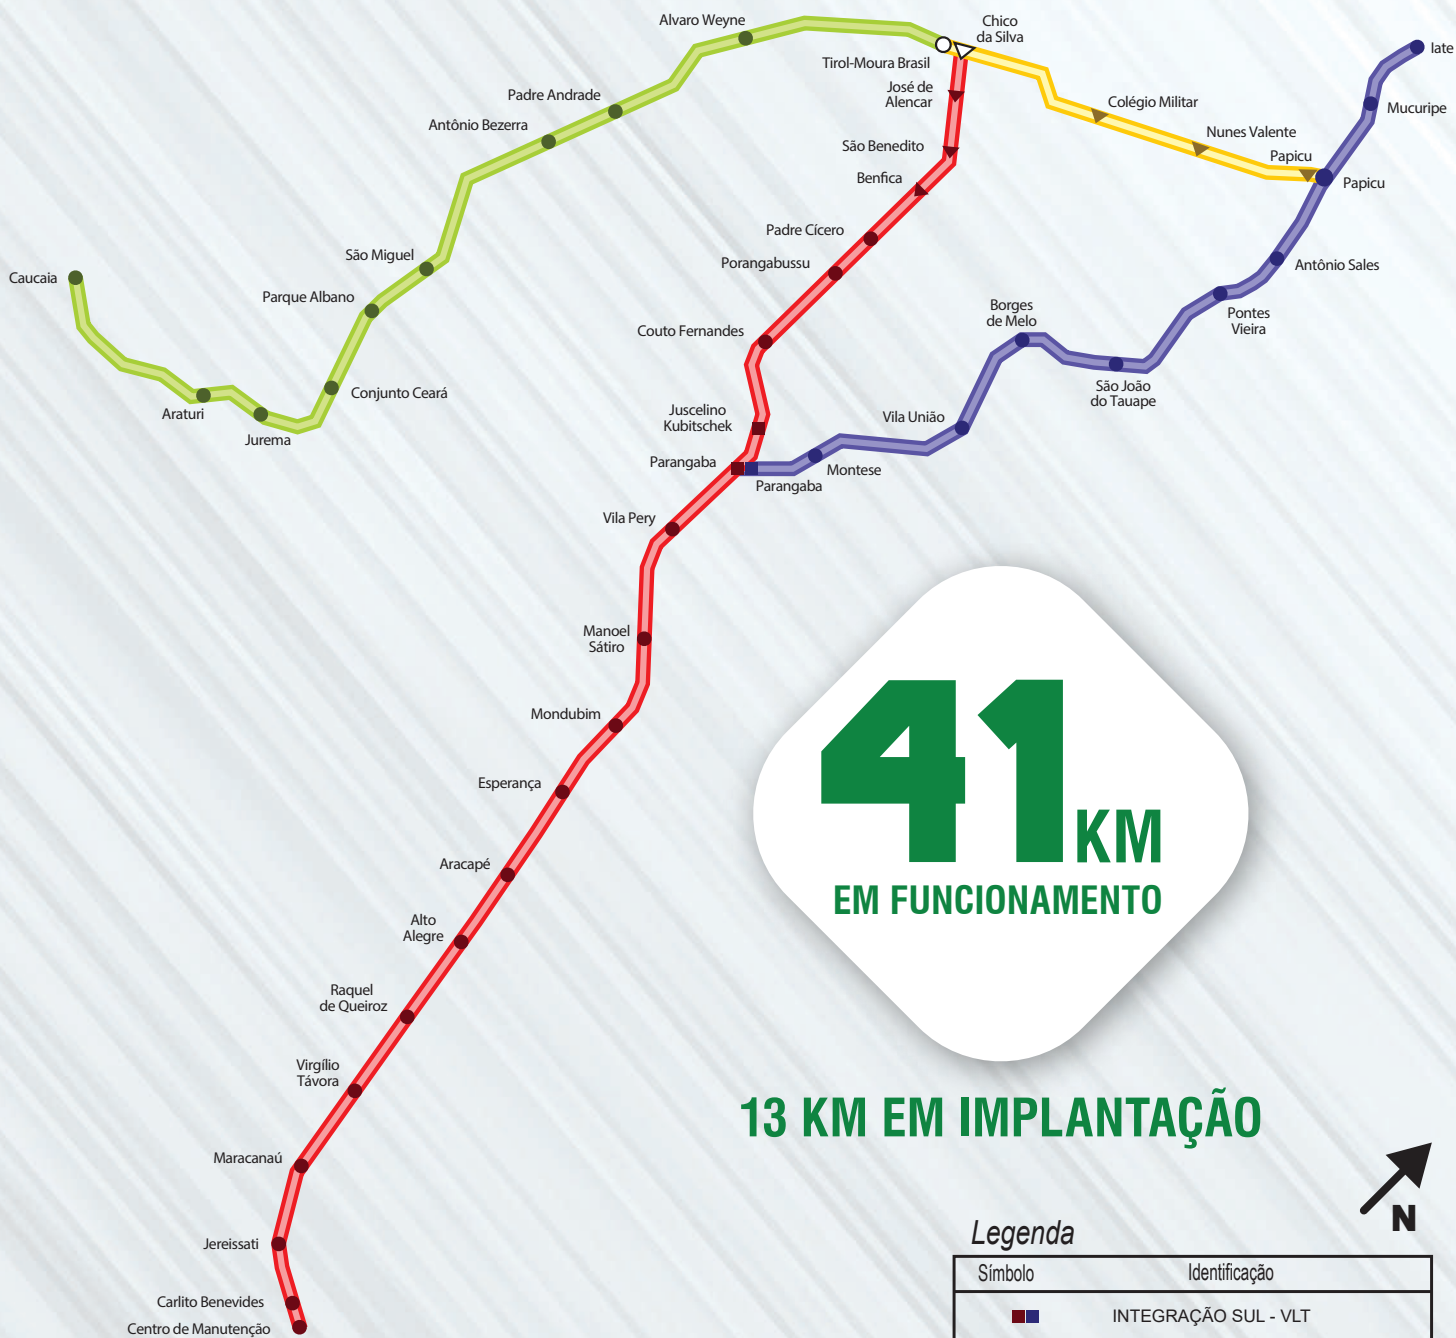 Alvaro Weyne
Chico
da Silva
Iate
Tirol-Moura Brasil
José de
Alencar
Padre Andrade
Colégio Militar
Mucuripe
Antônio Bezerra
Nunes Valente
São Benedito
Papicu
Benfica
Papicu
Padre Cícero
São Miguel
Porangabussu
Antônio Sales
Caucaia
Parque Albano
Borges
de Melo
Pontes
Vieira
Couto Fernandes
Conjunto Ceará
São João
do Tauape
Araturi
Jurema
Juscelino
Kubitschek
Vila União
Parangaba
Montese
Parangaba
Vila Pery
Manoel
Sátiro
Mondubim
Esperança
Aracapé
Alto
Alegre
Raquel
de Queiroz
Virgílio
Távora
Maracanaú
Jereissati
Carlito Benevides
Centro de Manutenção
41 KM
EM FUNCIONAMENTO
13 KM EM IMPLANTAÇÃO
N
Legenda
Símbolo Identificação
INTEGRAÇÃO SUL - VLT